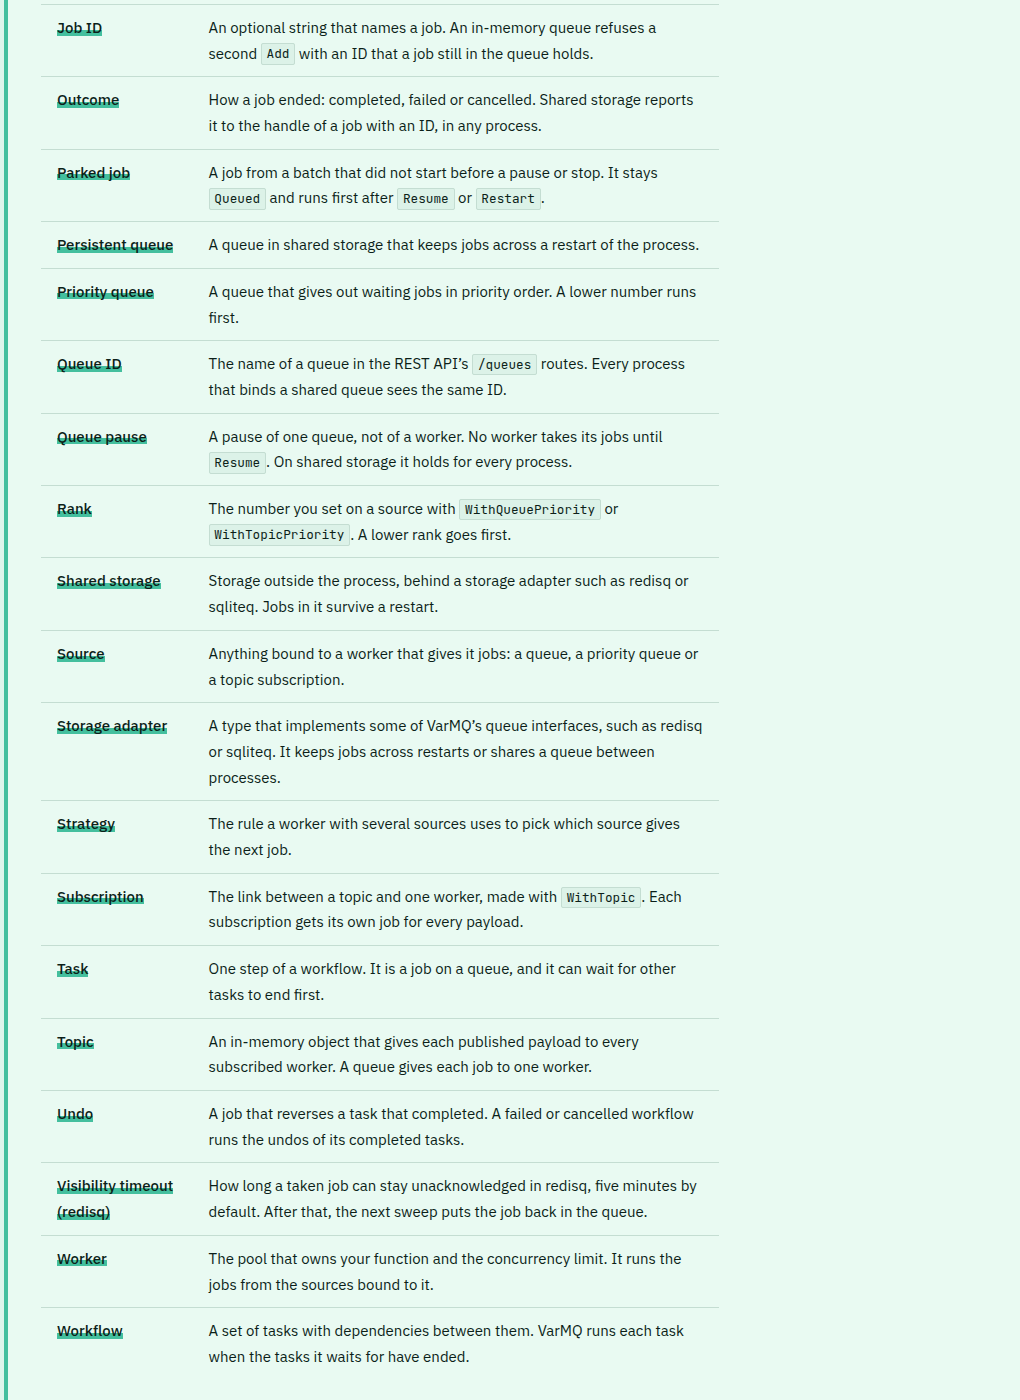 Job ID
An optional string that names a job. An in-memory queue refuses a
second Add with an ID that a job still in the queue holds.
Outcome
How a job ended: completed, failed or cancelled. Shared storage reports
it to the handle of a job with an ID, in any process.
Parked job
A job from a batch that did not start before a pause or stop. It stays
Queued and runs first after Resume or Restart.
Persistent queue
A queue in shared storage that keeps jobs across a restart of the process.
Priority queue
A queue that gives out waiting jobs in priority order. A lower number runs
first.
Queue ID
The name of a queue in the REST API’s /queues routes. Every process
that binds a shared queue sees the same ID.
Queue pause
A pause of one queue, not of a worker. No worker takes its jobs until
Resume. On shared storage it holds for every process.
Rank
The number you set on a source with WithQueuePriority or
WithTopicPriority. A lower rank goes first.
Shared storage
Storage outside the process, behind a storage adapter such as redisq or
sqliteq. Jobs in it survive a restart.
Source
Anything bound to a worker that gives it jobs: a queue, a priority queue or
a topic subscription.
Storage adapter
A type that implements some of VarMQ’s queue interfaces, such as redisq
or sqliteq. It keeps jobs across restarts or shares a queue between
processes.
Strategy
The rule a worker with several sources uses to pick which source gives
the next job.
Subscription
The link between a topic and one worker, made with WithTopic. Each
subscription gets its own job for every payload.
Task
One step of a workflow. It is a job on a queue, and it can wait for other
tasks to end first.
Topic
An in-memory object that gives each published payload to every
subscribed worker. A queue gives each job to one worker.
Undo
A job that reverses a task that completed. A failed or cancelled workflow
runs the undos of its completed tasks.
Visibility timeout
(redisq)
How long a taken job can stay unacknowledged in redisq, five minutes by
default. After that, the next sweep puts the job back in the queue.
Worker
The pool that owns your function and the concurrency limit. It runs the
jobs from the sources bound to it.
Workflow
A set of tasks with dependencies between them. VarMQ runs each task
when the tasks it waits for have ended.